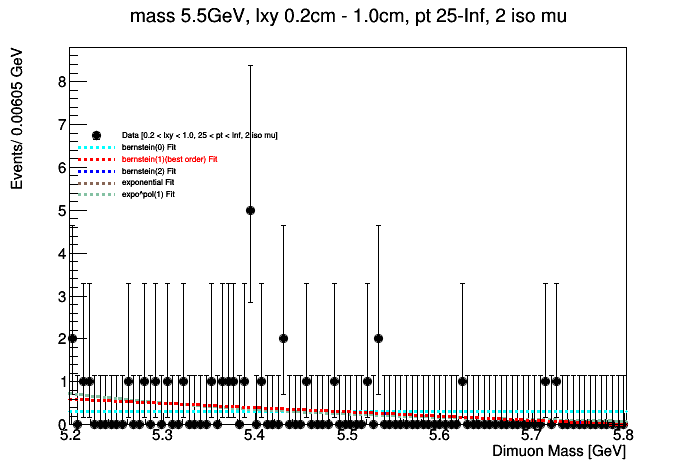 mass 5.5GeV, lxy 0.2cm - 1.0cm, pt 25-Inf, 2 iso mu
Events/ 0.00605 GeV
8
7
6
5
4
3
2
1
0
Data [0.2 < lxy < 1.0, 25 < pt < Inf, 2 iso mu]
bernstein(0) Fit
bernstein(1)(best order) Fit
bernstein(2) Fit
exponential Fit
expo*pol(1) Fit
5.2 5.3 5.4 5.5 5.6 5.7 5.8
Dimuon Mass [GeV]